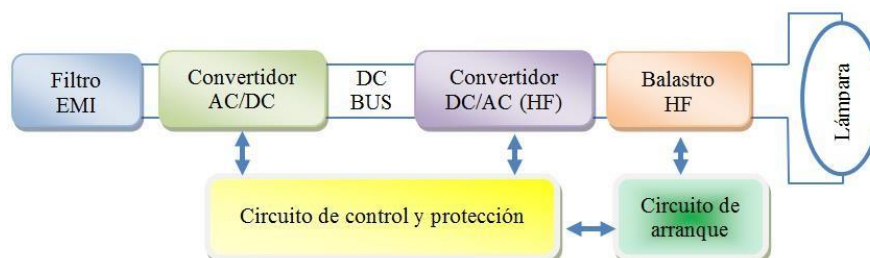 Filtro
EMI
Convertidor
AC/DC
DC
BUS
Convertidor
DC/AC (HF)
Balastro
HF
Lámpara
Circuito de control y protección
Circuito de
arranque